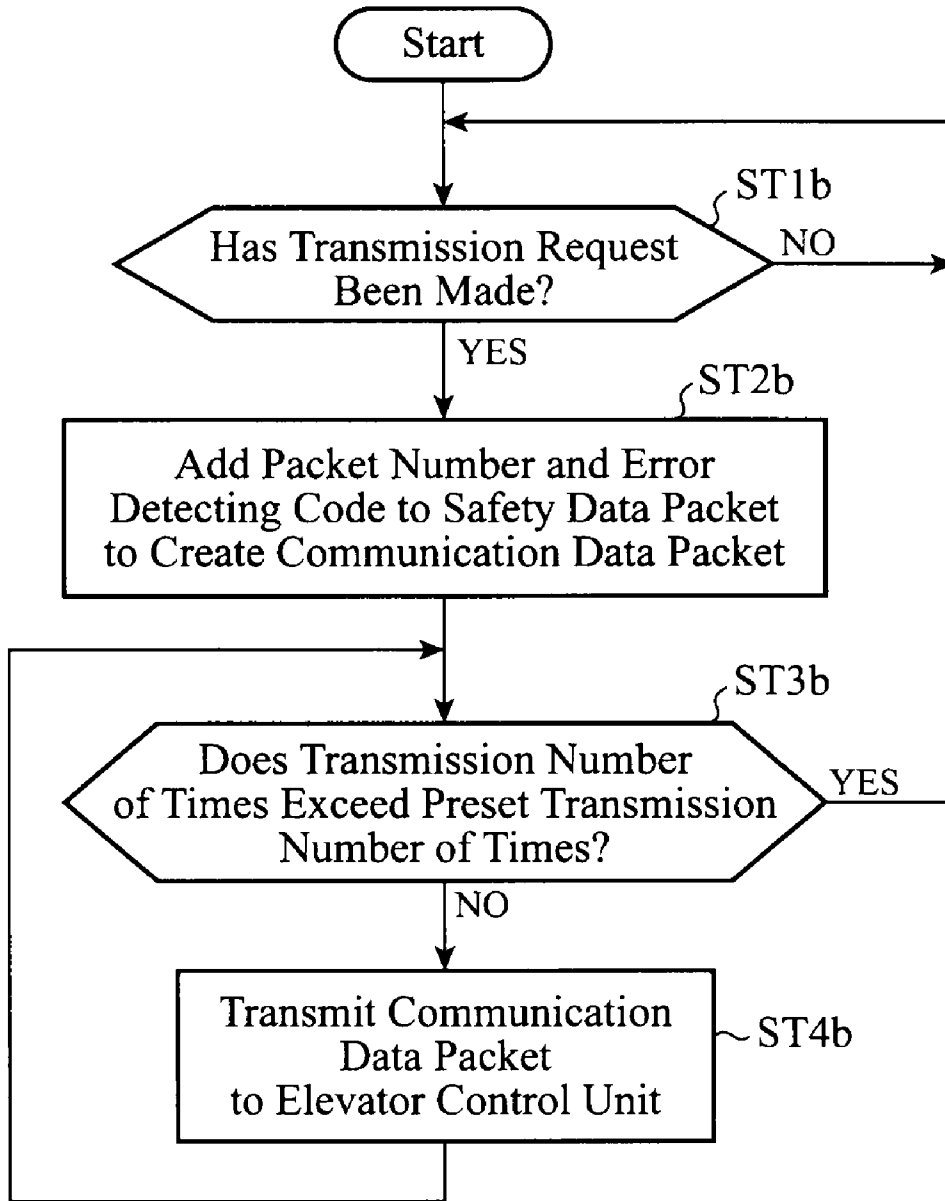 Start
ST1b
Has Transmission Request
Been Made?
NO
YES
ST2b
Add Packet Number and Error
Detecting Code to Safety Data Packet
to Create Communication Data Packet
ST3b
Does Transmission Number
of Times Exceed Preset Transmission
Number of Times?
YES
NO
Transmit Communication
Data Packet
to Elevator Control Unit
ST4b